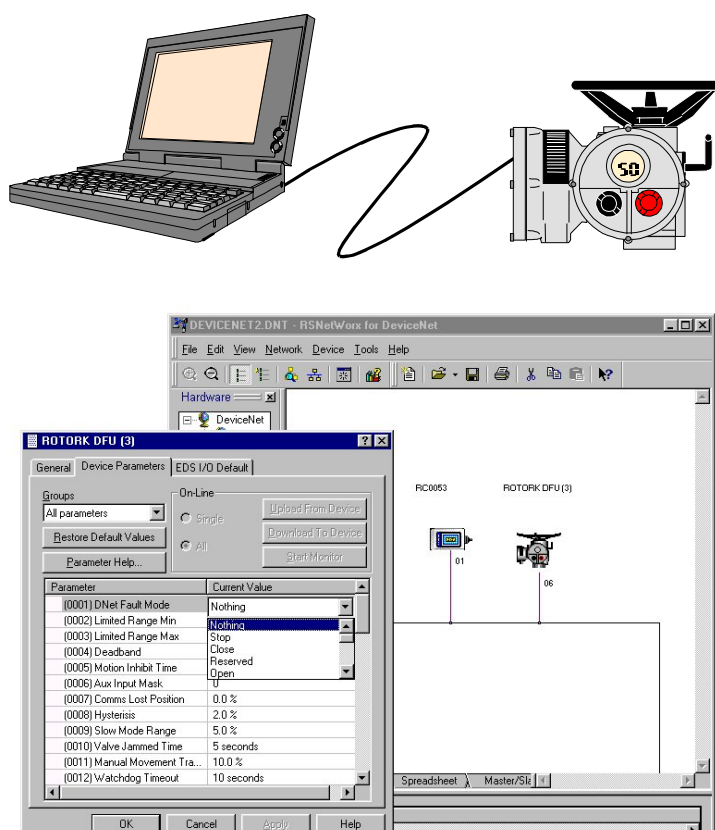 50
DEVICENET2.DNT - RSNetWorx for DeviceNet
File Edit View Network Device Tools Help
Hardware
DeviceNet
ROTORK DFU (3)
General Device Parameters EDS I/O Default
Groups
All parameters
Restore Default Values
Parameter Help...
On-Line
Single
All
Upload From Device
Download To Device
Start Monitor
Parameter Current Value
(0001) DNet Fault Mode Nothing
(0002) Limited Range Min Nothing
(0003) Limited Range Max Stop
(0004) Deadband Close
(0005) Motion Inhibit Time Reserved
Open
(0006) Aux Input Mask
(0007) Comms Lost Position 0.0 %
(0008) Hysterisis 2.0 %
(0009) Slow Mode Range 5.0 %
(0010) Valve Jammed Time 5 seconds
(0011) Manual Movement Tra... 10.0 %
(0012) Watchdog Timeout 10 seconds
OK Cancel Apply Help
RC0053 ROTORK DFU (3)
01
06
Spreadsheet Master/Sla